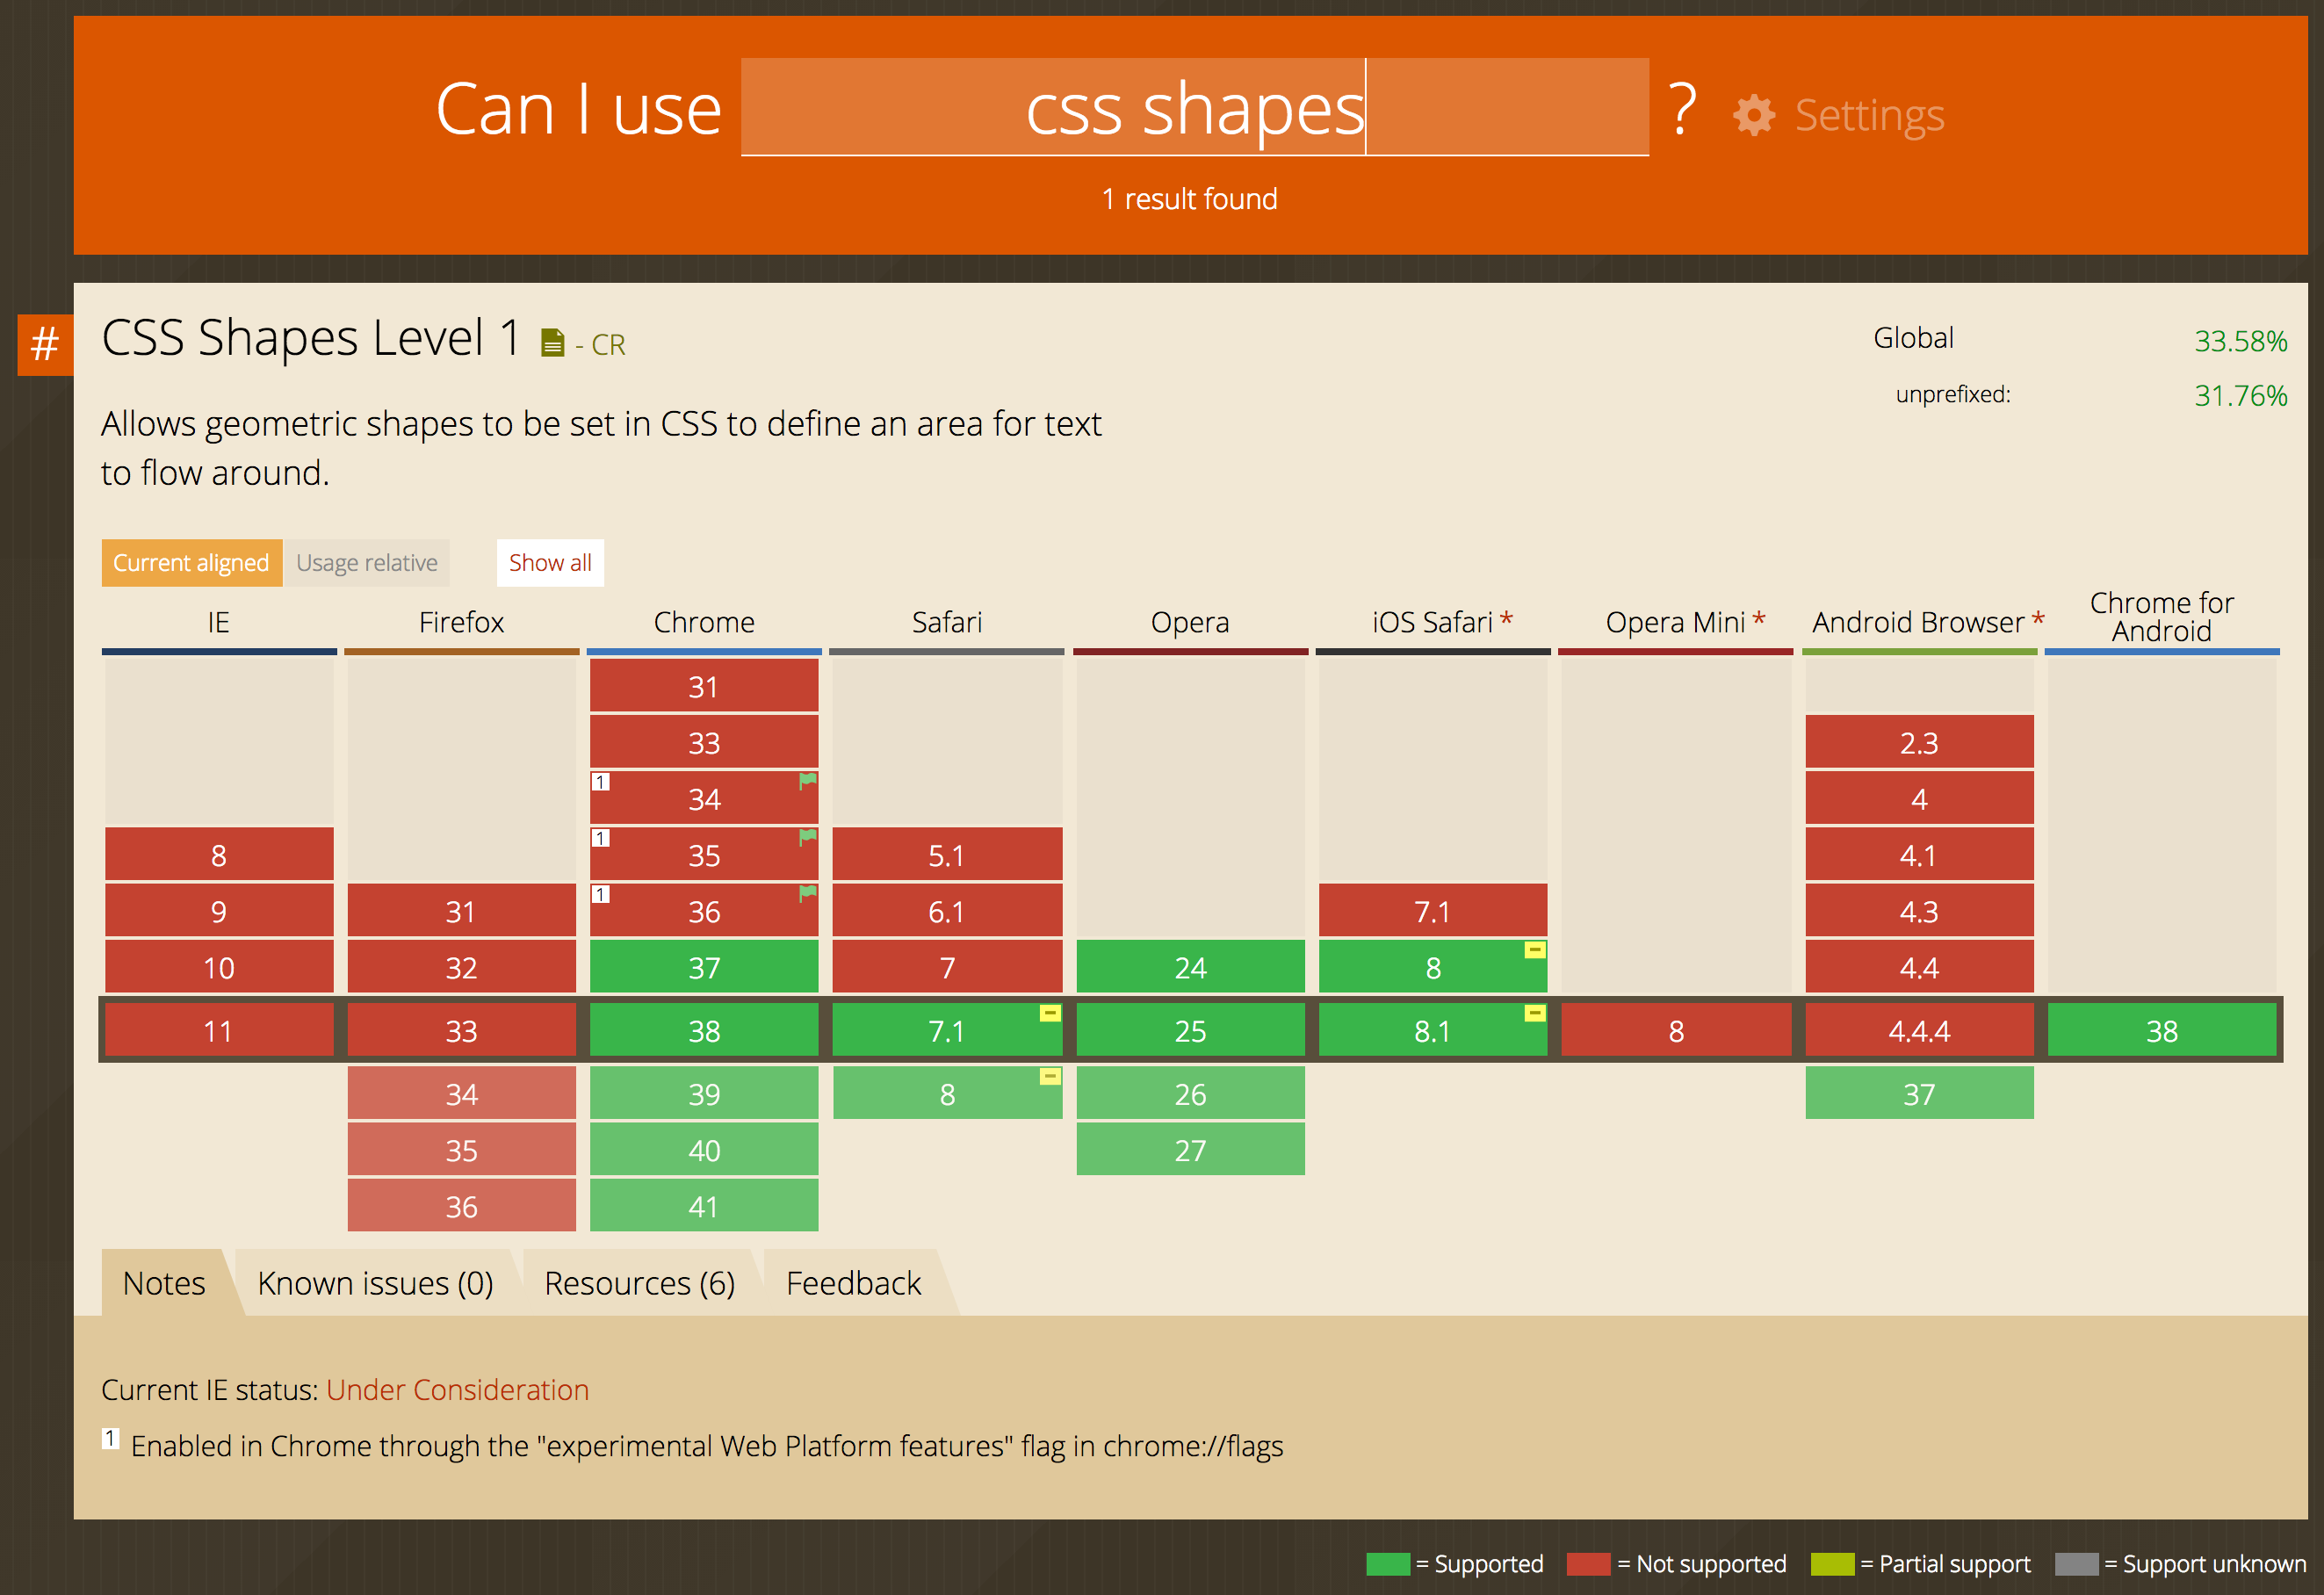 Can I use css shapes ? Settings
1 result found
# CSS Shapes Level 1 - CR
Global 33.58%
unprefixed: 31.76%
Allows geometric shapes to be set in CSS to define an area for text
to flow around.
Current aligned Usage relative Show all
IE Firefox Chrome Safari Opera iOS Safari * Opera Mini * Android Browser * Chrome for
Android
31
33 2.3
1 34 4
8 1 35 5.1 4.1
9 31 1 36 6.1 7.1 4.3
10 32 37 7 24 8 4.4
11 33 38 7.1 25 8.1 8 4.4.4 38
34 39 8 26 37
35 40 27
36 41
Notes Known issues (0) Resources (6) Feedback
Current IE status: Under Consideration
1 Enabled in Chrome through the "experimental Web Platform features" flag in chrome://flags
= Supported = Not supported = Partial support = Support unknown